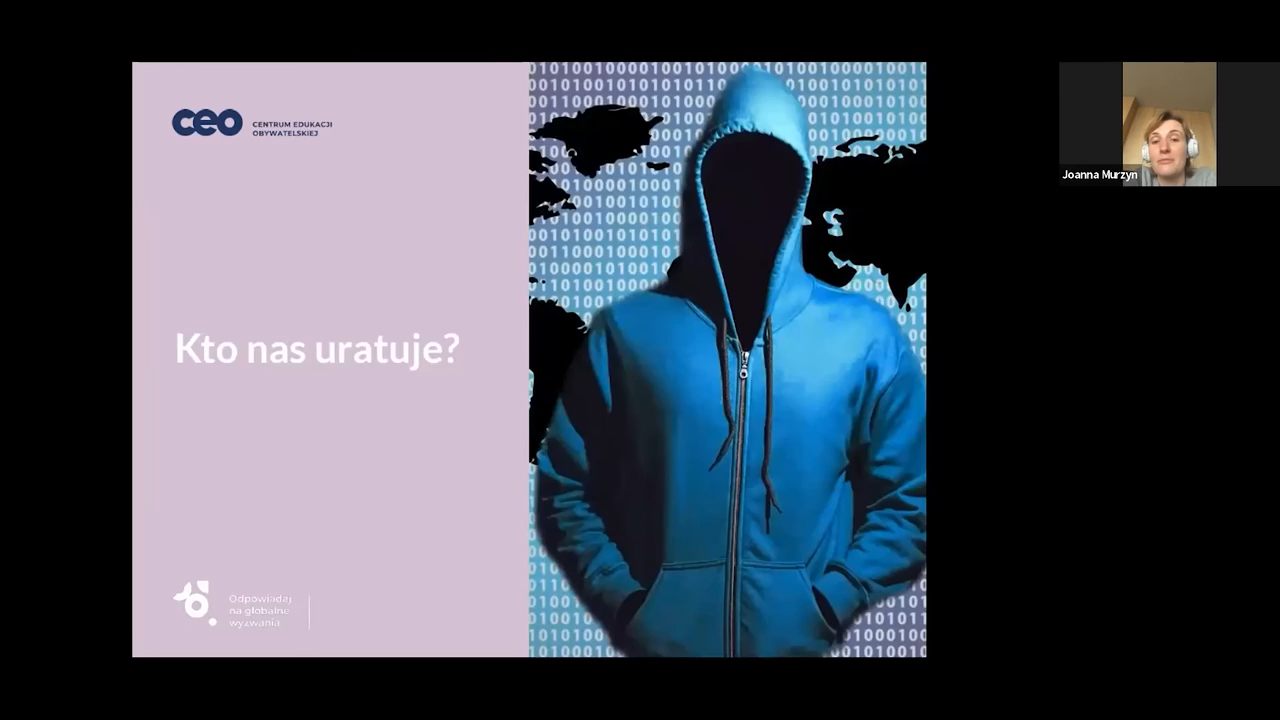 ceo
CENTRUM EDUKACJI
OBYWATELSKIEJ
Kto nas uratuje?
Odpowiadaj
na globalne
wyzwania
Joanna Murzyn